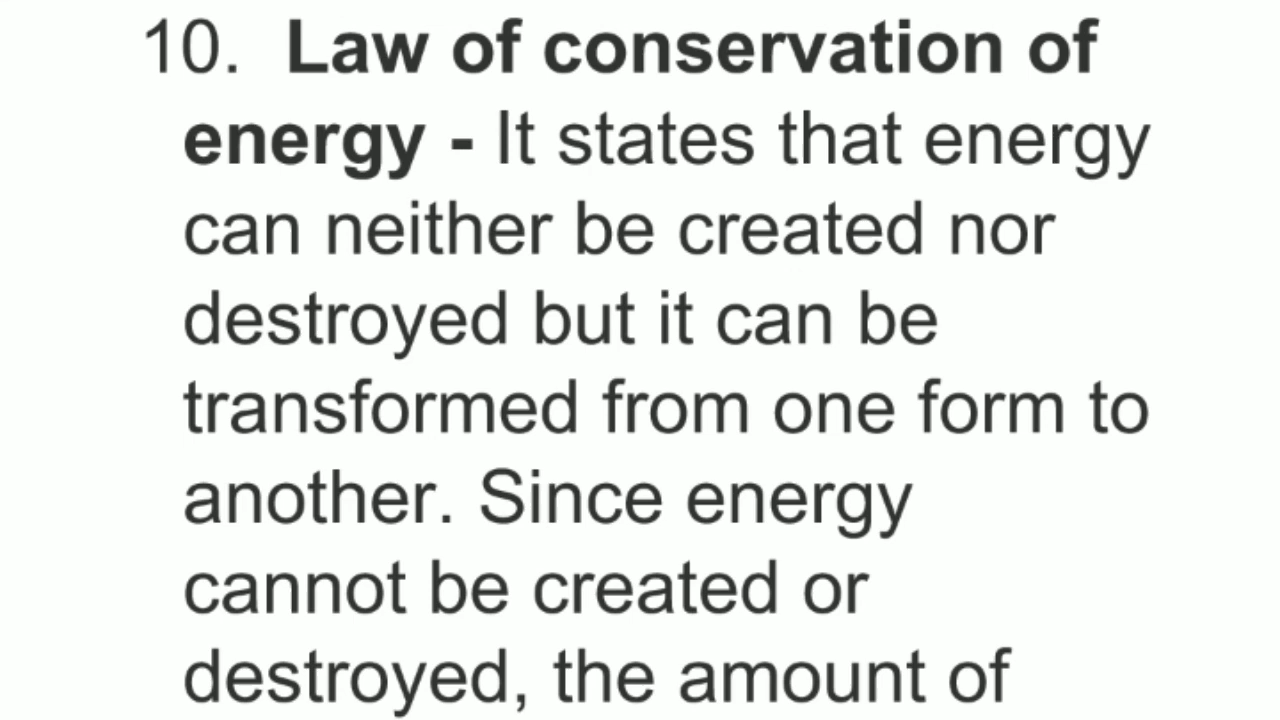 10. Law of conservation of
energy - It states that energy
can neither be created nor
destroyed but it can be
transformed from one form to
another. Since energy
cannot be created or
destroyed, the amount of